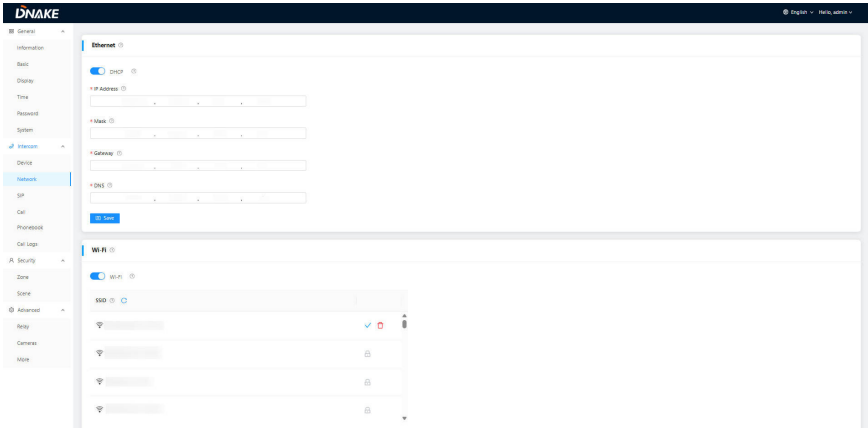 DNAKE
English
Hello, admin
General
Information
Basic
Display
Time
Password
System
Intercom
Device
Network
SIP
Call
Phonebook
Call Logs
Security
Zone
Scene
Advanced
Relay
Cameras
More
Ethernet
DHCP
* IP Address
. . .
* Mask
. . .
* Gateway
. . .
* DNS
. . .
Save
Wi-Fi
Wi-Fi
SSID